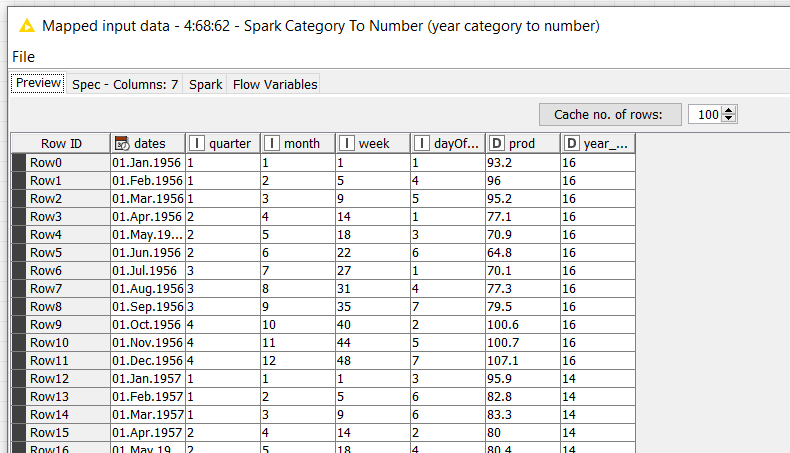 Mapped input data - 4:68:62 - Spark Category To Number (year category to number)
File
Preview Spec - Columns: 7 Spark Flow Variables
Cache no. of rows: 100
Row ID dates I quarter I month I week I dayOf... D prod D year_...
Row0 01.Jan.1956 1 1 1 1 93.2 16
Row1 01.Feb.1956 1 2 5 4 96 16
Row2 01.Mar.1956 1 3 9 5 95.2 16
Row3 01.Apr.1956 2 4 14 1 77.1 16
Row4 01.May.19... 2 5 18 3 70.9 16
Row5 01.Jun.1956 2 6 22 6 64.8 16
Row6 01.Jul.1956 3 7 27 1 70.1 16
Row7 01.Aug.1956 3 8 31 4 77.3 16
Row8 01.Sep.1956 3 9 35 7 79.5 16
Row9 01.Oct.1956 4 10 40 2 100.6 16
Row10 01.Nov.1956 4 11 44 5 100.7 16
Row11 01.Dec.1956 4 12 48 7 107.1 16
Row12 01.Jan.1957 1 1 1 3 95.9 14
Row13 01.Feb.1957 1 2 5 6 82.8 14
Row14 01.Mar.1957 1 3 9 6 83.3 14
Row15 01.Apr.1957 2 4 14 2 80 14
Row16 01.May.19... 2 5 18 4 80.4 14